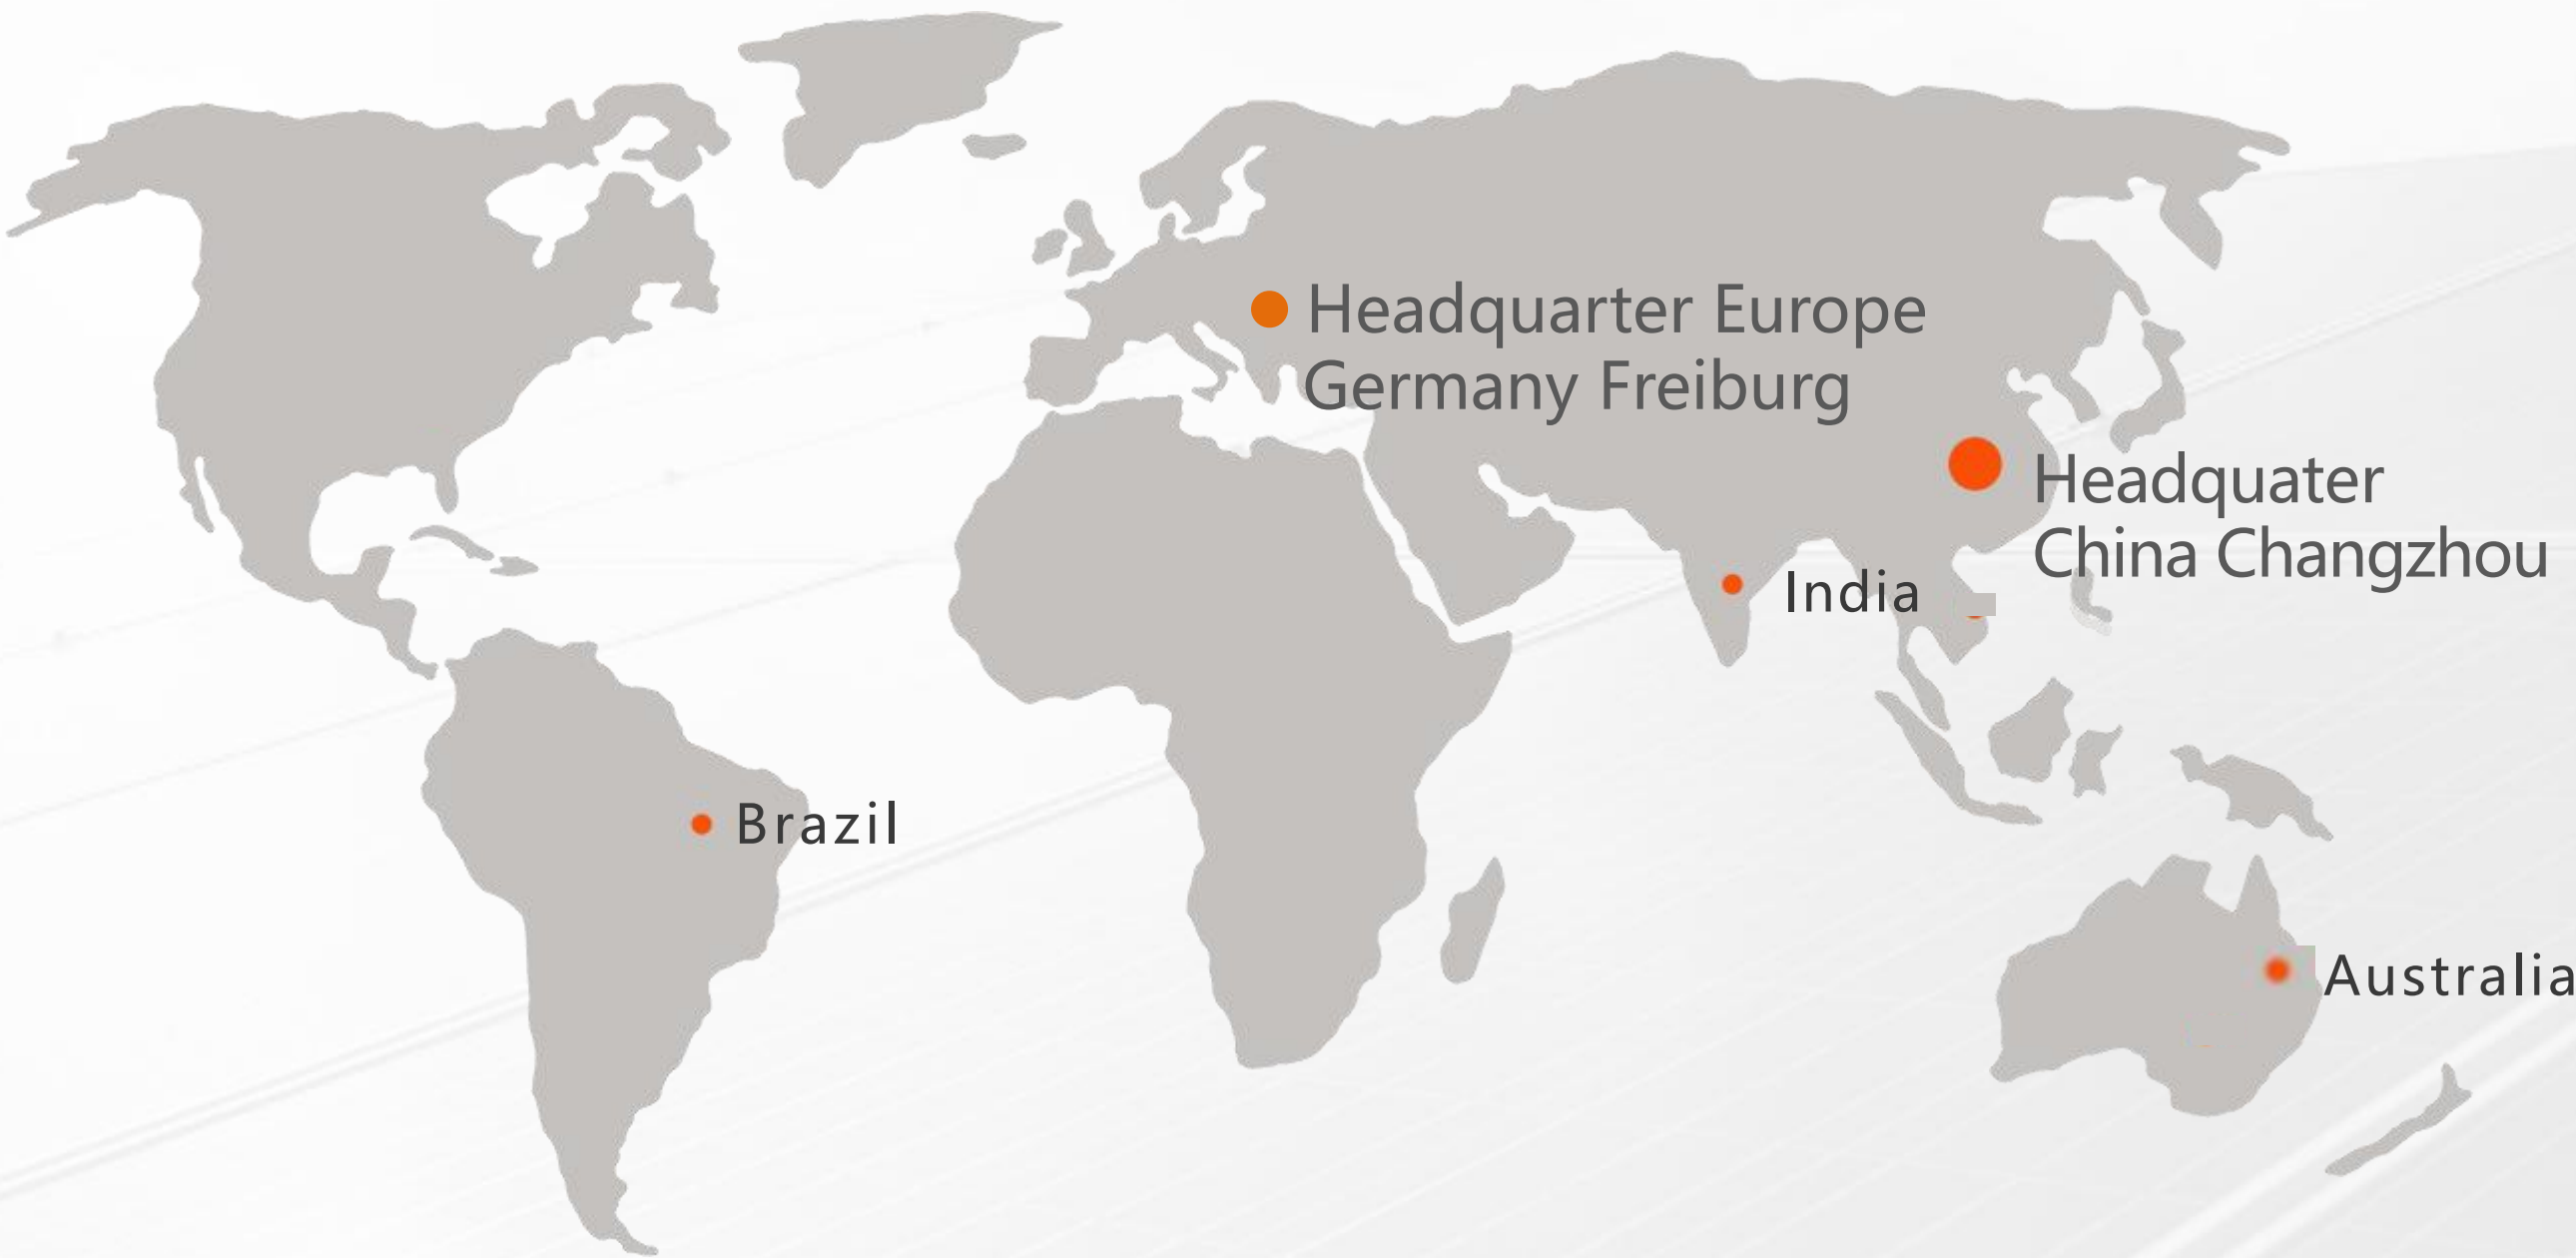 Headquarter Europe
Germany Freiburg
Headquater
China Changzhou
India
Brazil
Australia